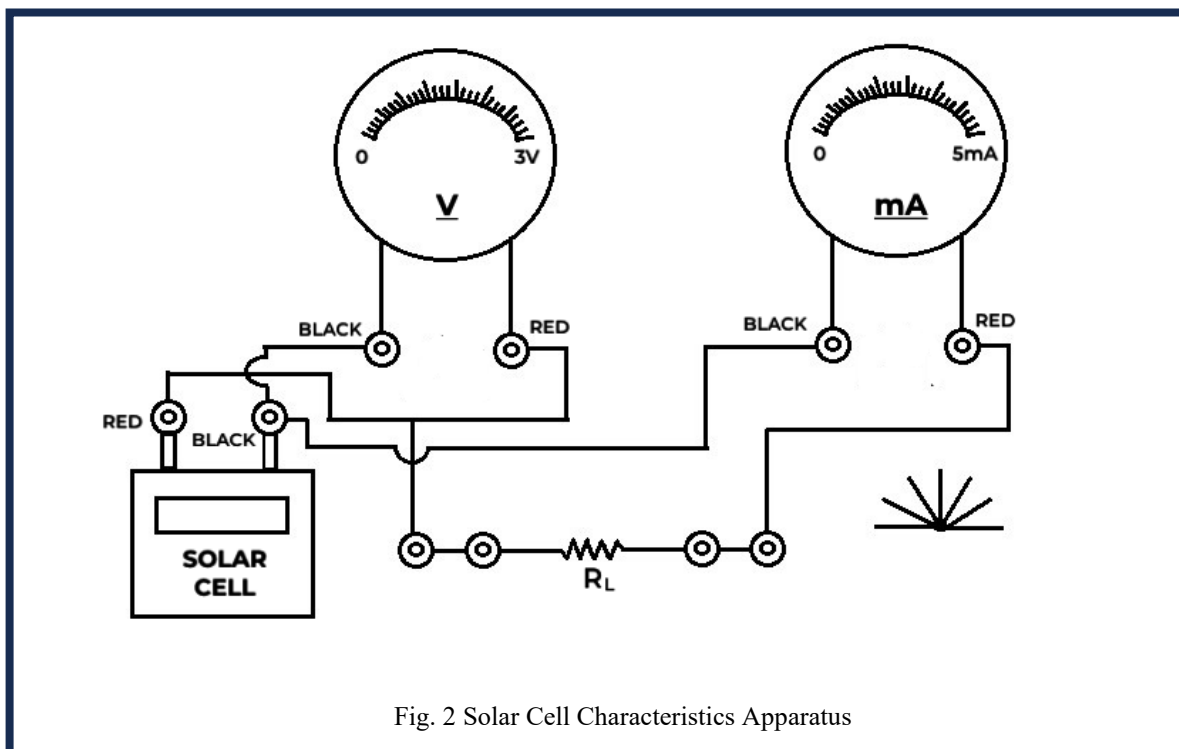 0 3V
V
0 5mA
mA
BLACK RED
BLACK RED
RED BLACK
SOLAR
CELL
RL
Fig. 2 Solar Cell Characteristics Apparatus